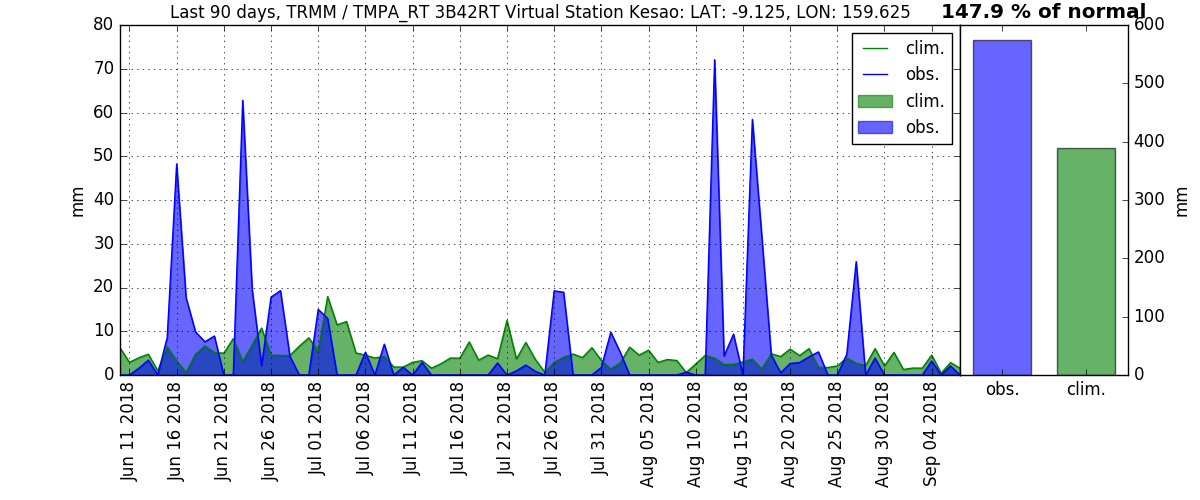 Last 90 days, TRMM / TMPA_RT 3B42RT Virtual Station Kesao: LAT: -9.125, LON: 159.625
147.9 % of normal
80
70
60
50
40
30
20
10
0
mm
clim.
obs.
clim.
obs.
Jun 11 2018
Jun 16 2018
Jun 21 2018
Jun 26 2018
Jul 01 2018
Jul 06 2018
Jul 11 2018
Jul 16 2018
Jul 21 2018
Jul 26 2018
Jul 31 2018
Aug 05 2018
Aug 10 2018
Aug 15 2018
Aug 20 2018
Aug 25 2018
Aug 30 2018
Sep 04 2018
600
500
400
300
200
100
0
mm
obs.
clim.